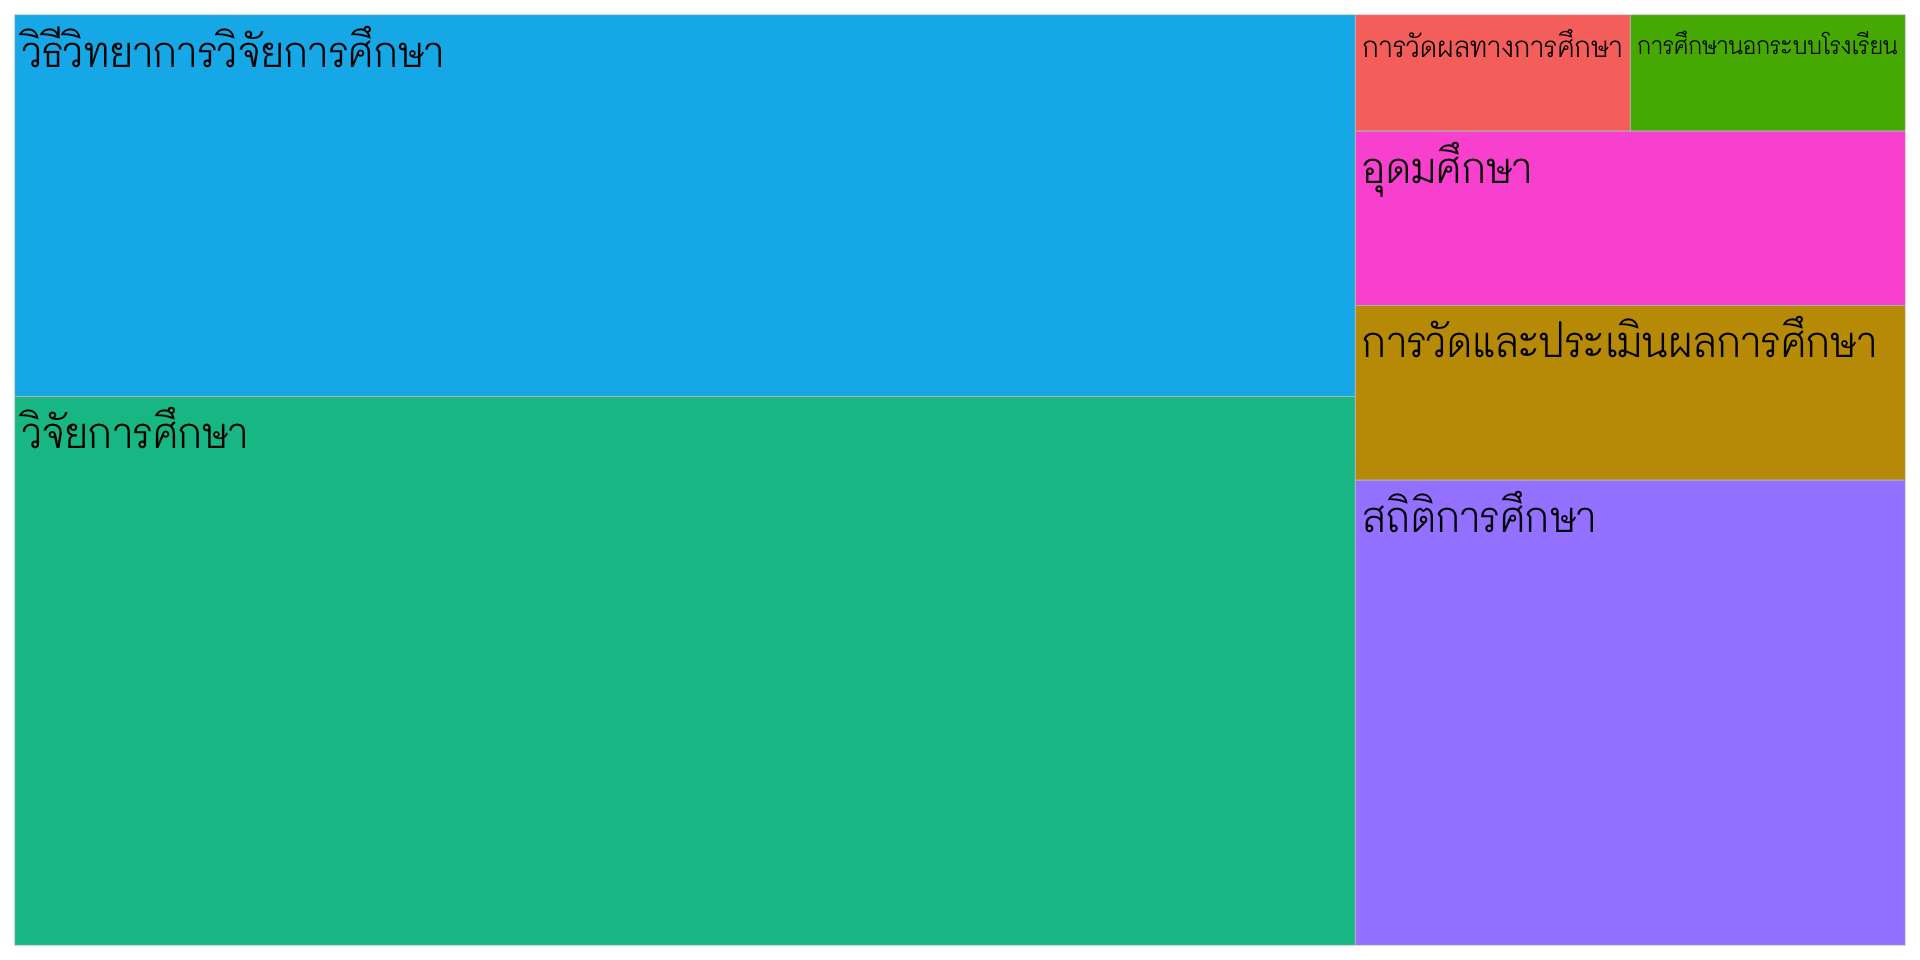 วิธีวิทยาการวิจัยการศึกษา
วิจัยการศึกษา
การวัดผลทางการศึกษา
การศึกษานอกระบบโรงเรียน
อุดมศึกษา
การวัดและประเมินผลการศึกษา
สถิติการศึกษา